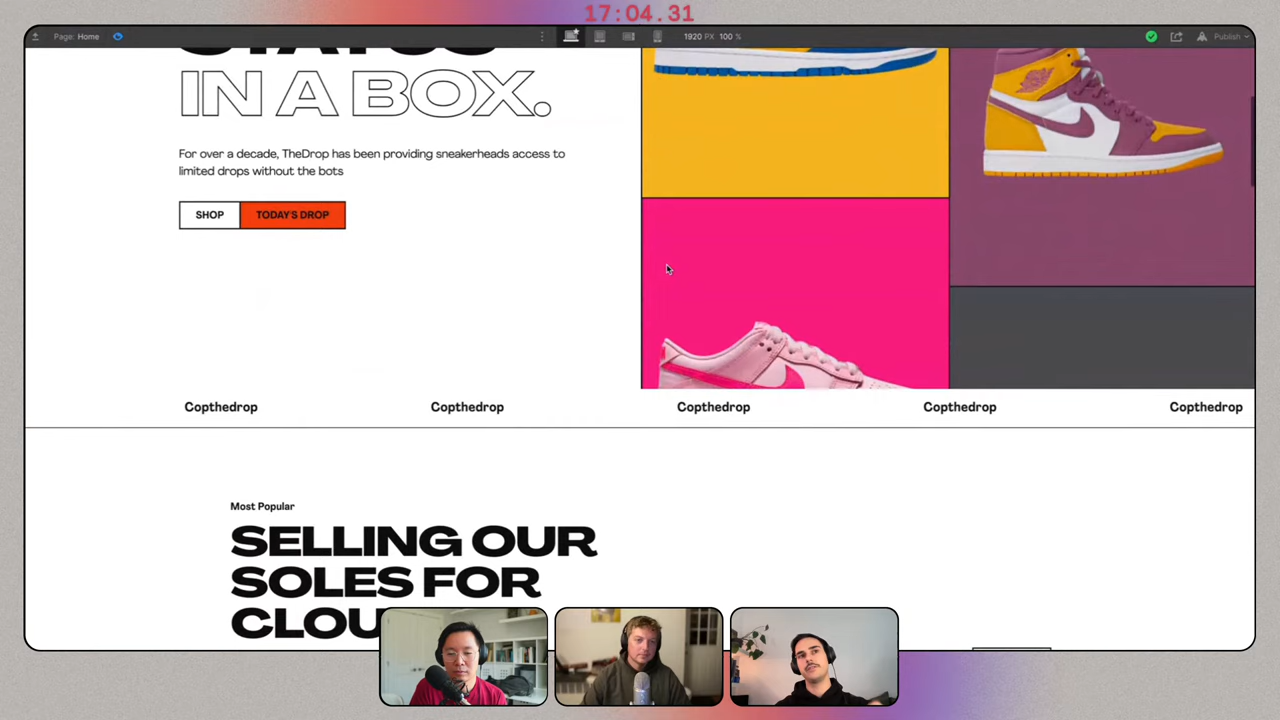 17:04.31
Page: Home
1920 PX 100 %
Publish
STATUS
IN A BOX.
For over a decade, TheDrop has been providing sneakerheads access to
limited drops without the bots
SHOP
TODAY'S DROP
Copthedrop
Copthedrop
Copthedrop
Copthedrop
Copthedrop
Most Popular
SELLING OUR
SOLES FOR
CLOU